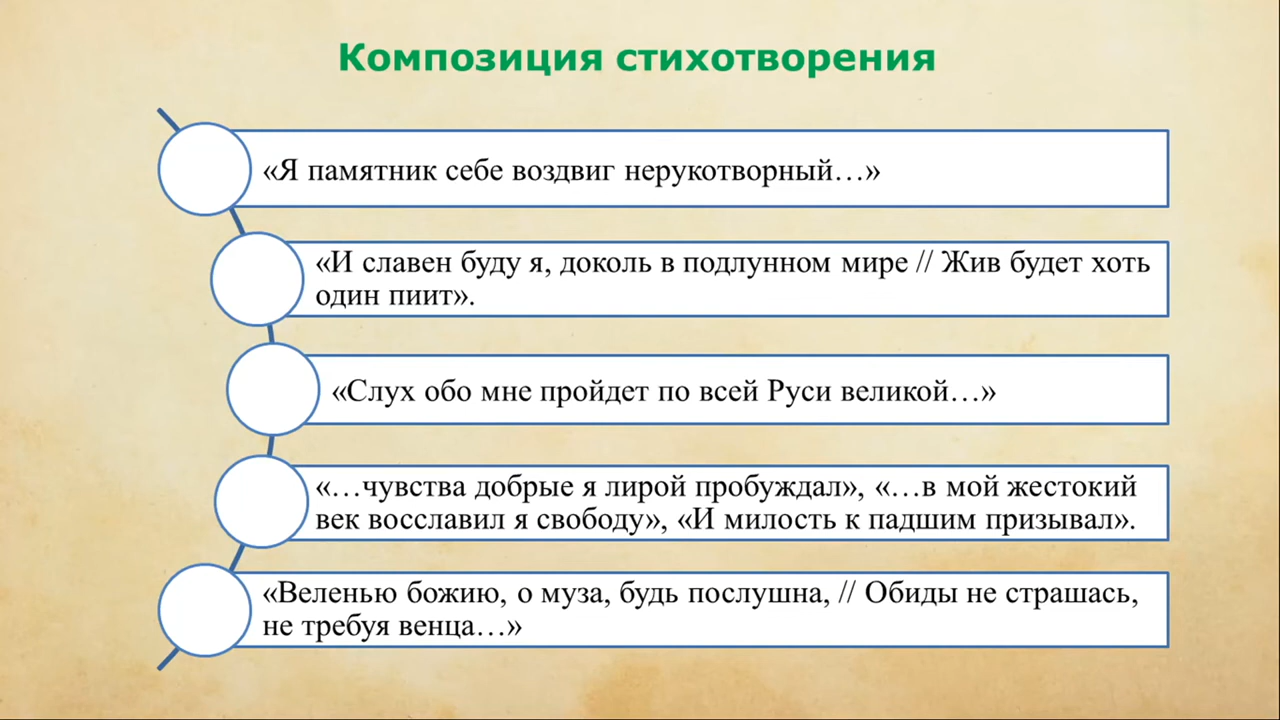 Композиция стихотворения
«Я памятник себе воздвиг нерукотворный…»
«И славен буду я, доколь в подлунном мире // Жив будет хоть
один пиит».
«Слух обо мне пройдет по всей Руси великой…»
«…чувства добрые я лирой пробуждал», «…в мой жестокий
век восславил я свободу», «И милость к падшим призывал».
«Веленью божию, о муза, будь послушна, // Обиды не страшась,
не требуя венца…»